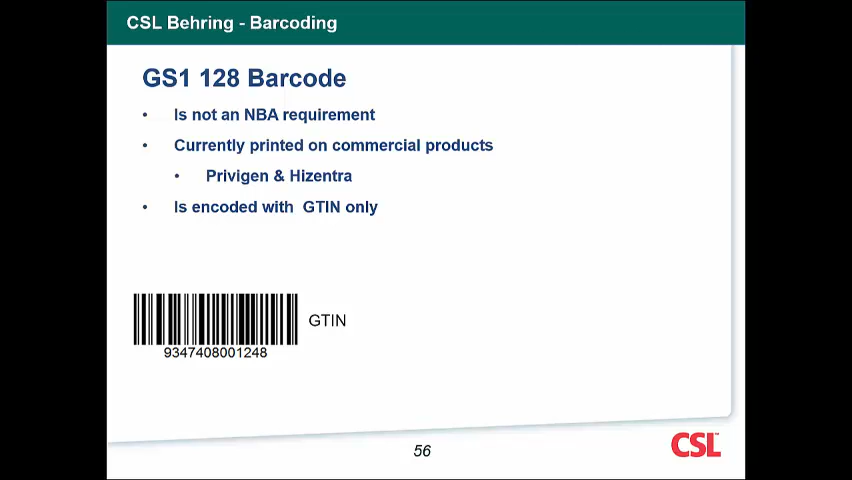 CSL Behring - Barcoding
GS1 128 Barcode
• Is not an NBA requirement
• Currently printed on commercial products
• Privigen & Hizentra
• Is encoded with GTIN only
GTIN
9347408001248
56
CSL™